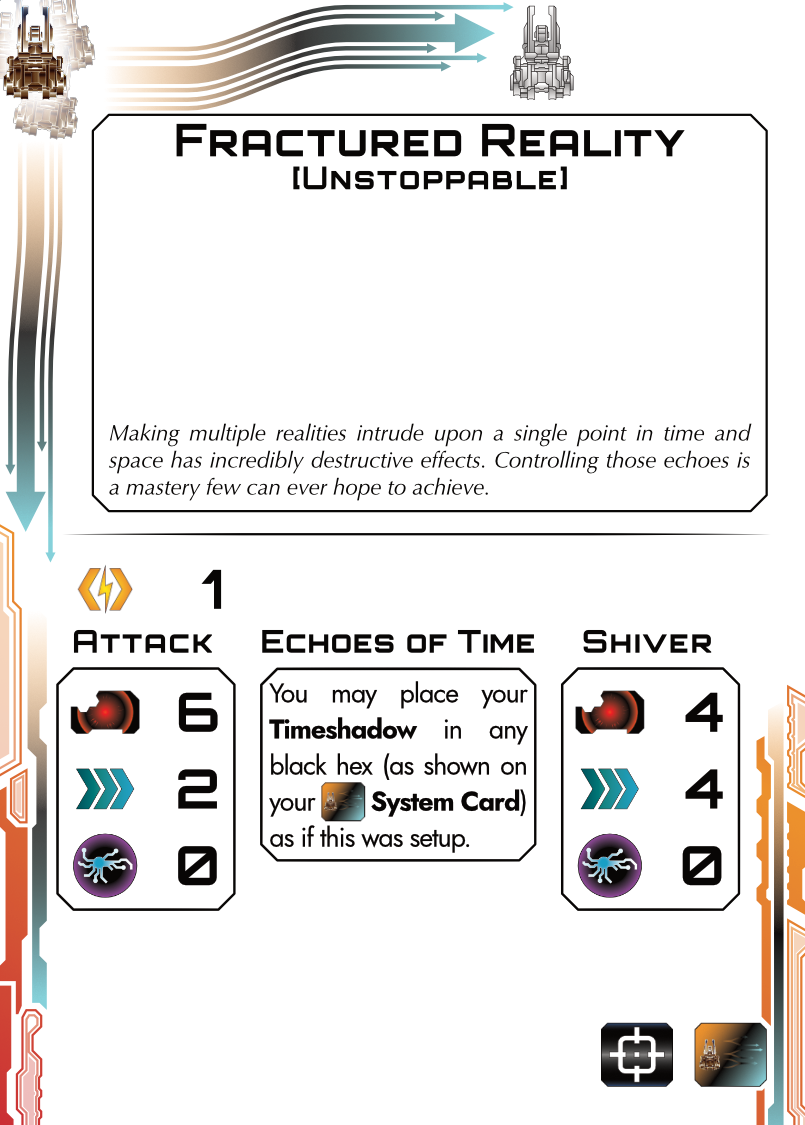 Fractured Reality
[Unstoppable]
Making multiple realities intrude upon a single point in time and
space has incredibly destructive effects. Controlling those echoes is
a mastery few can ever hope to achieve.
1
Attack
6
2
0
Echoes of Time
You may place your
Timeshadow in any
black hex (as shown on
your System Card)
as if this was setup.
Shiver
4
4
0